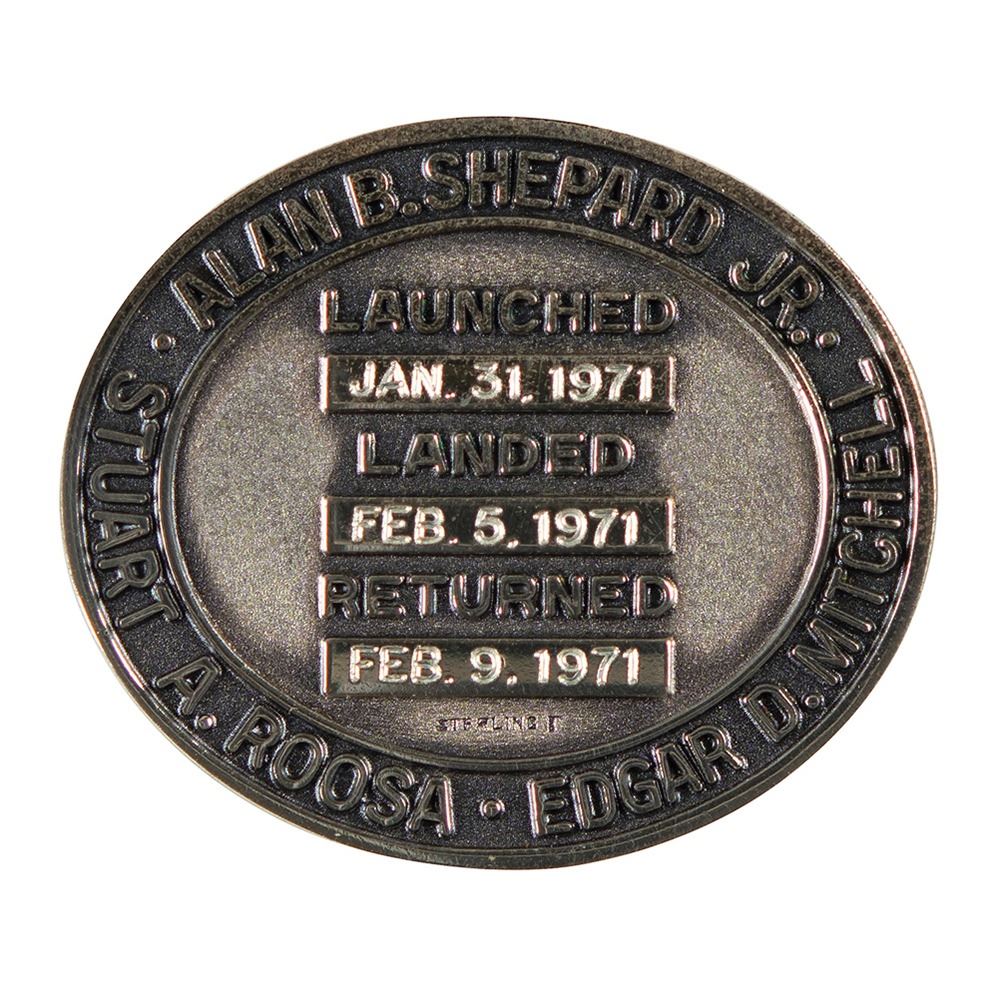 · ALAN B. SHEPARD JR. ·
STUART A. ROOSA · EDGAR D. MITCHELL
LAUNCHED
JAN. 31, 1971
LANDED
FEB. 5, 1971
RETURNED
FEB. 9, 1971
STERLING